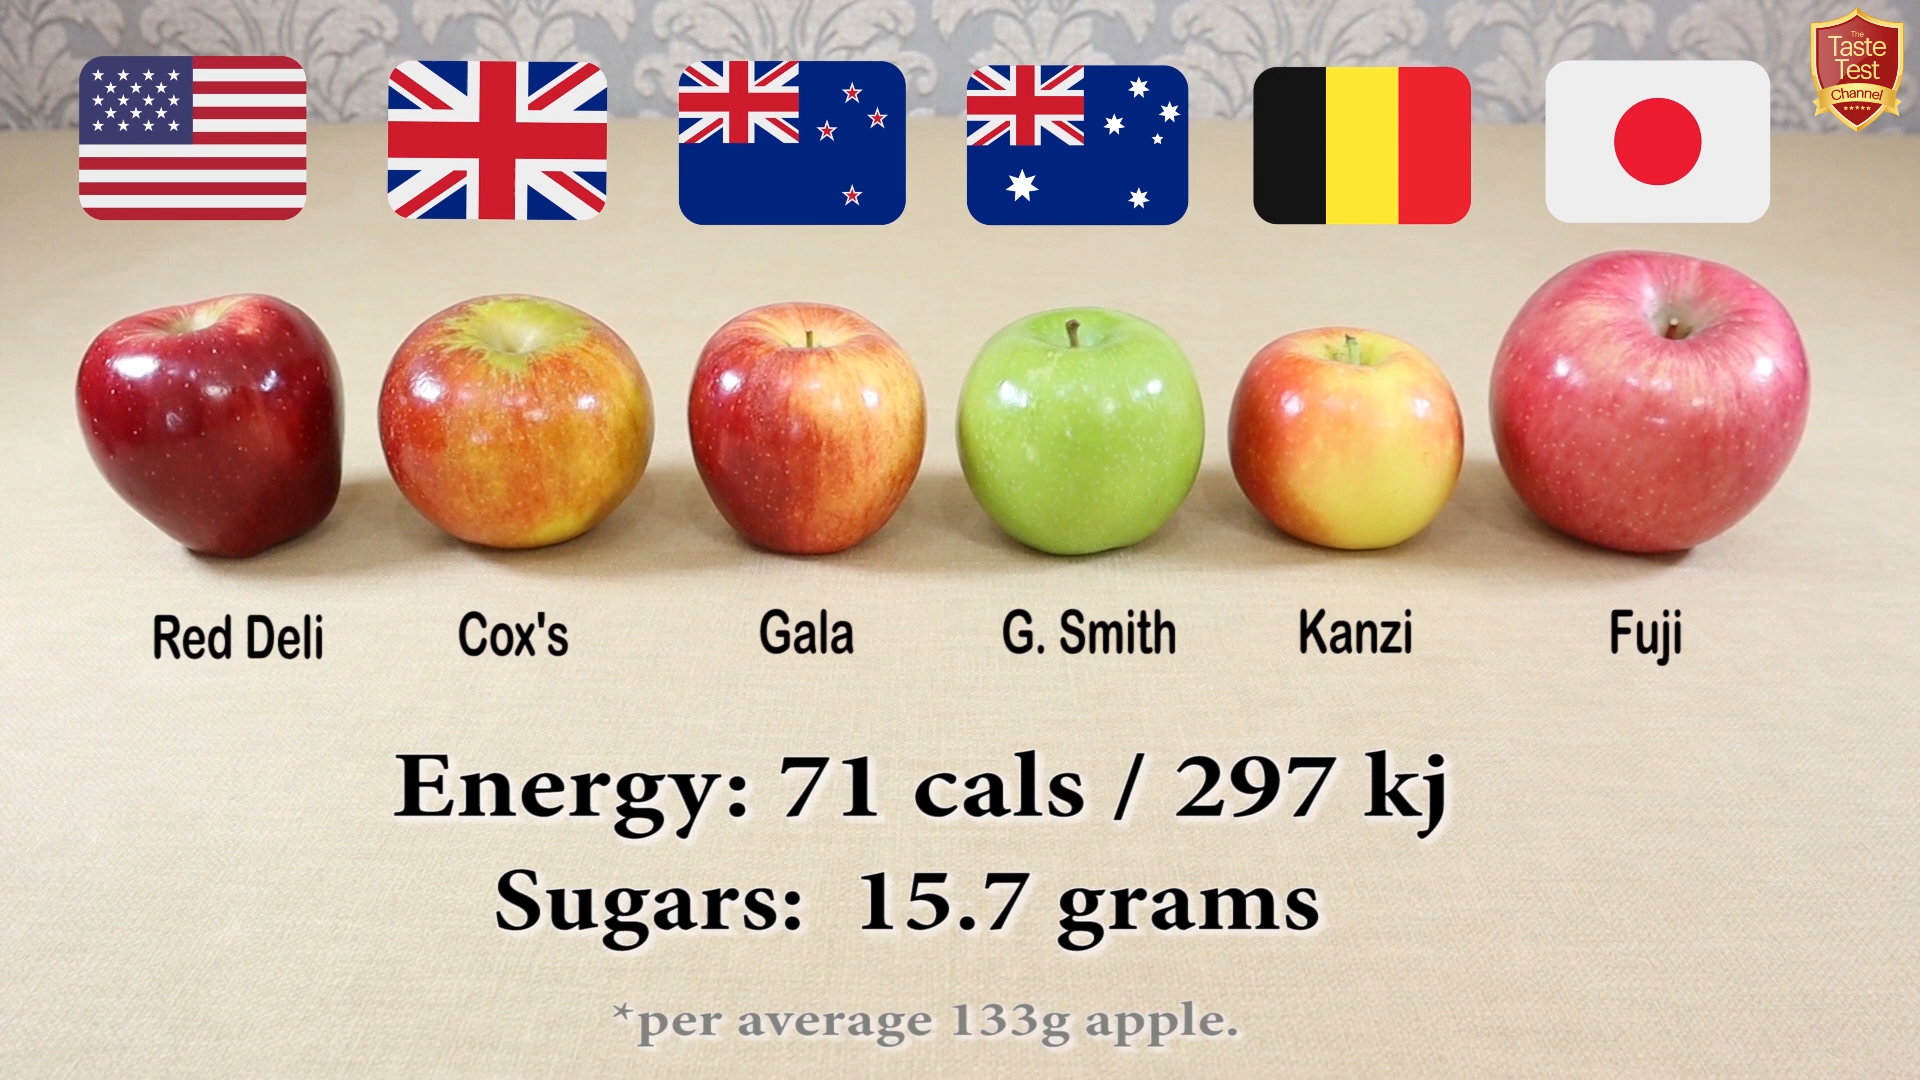 The
Taste
Test
Channel
Red Deli
Cox's
Gala
G. Smith
Kanzi
Fuji
Energy: 71 cals / 297 kj
Sugars: 15.7 grams
*per average 133g apple.